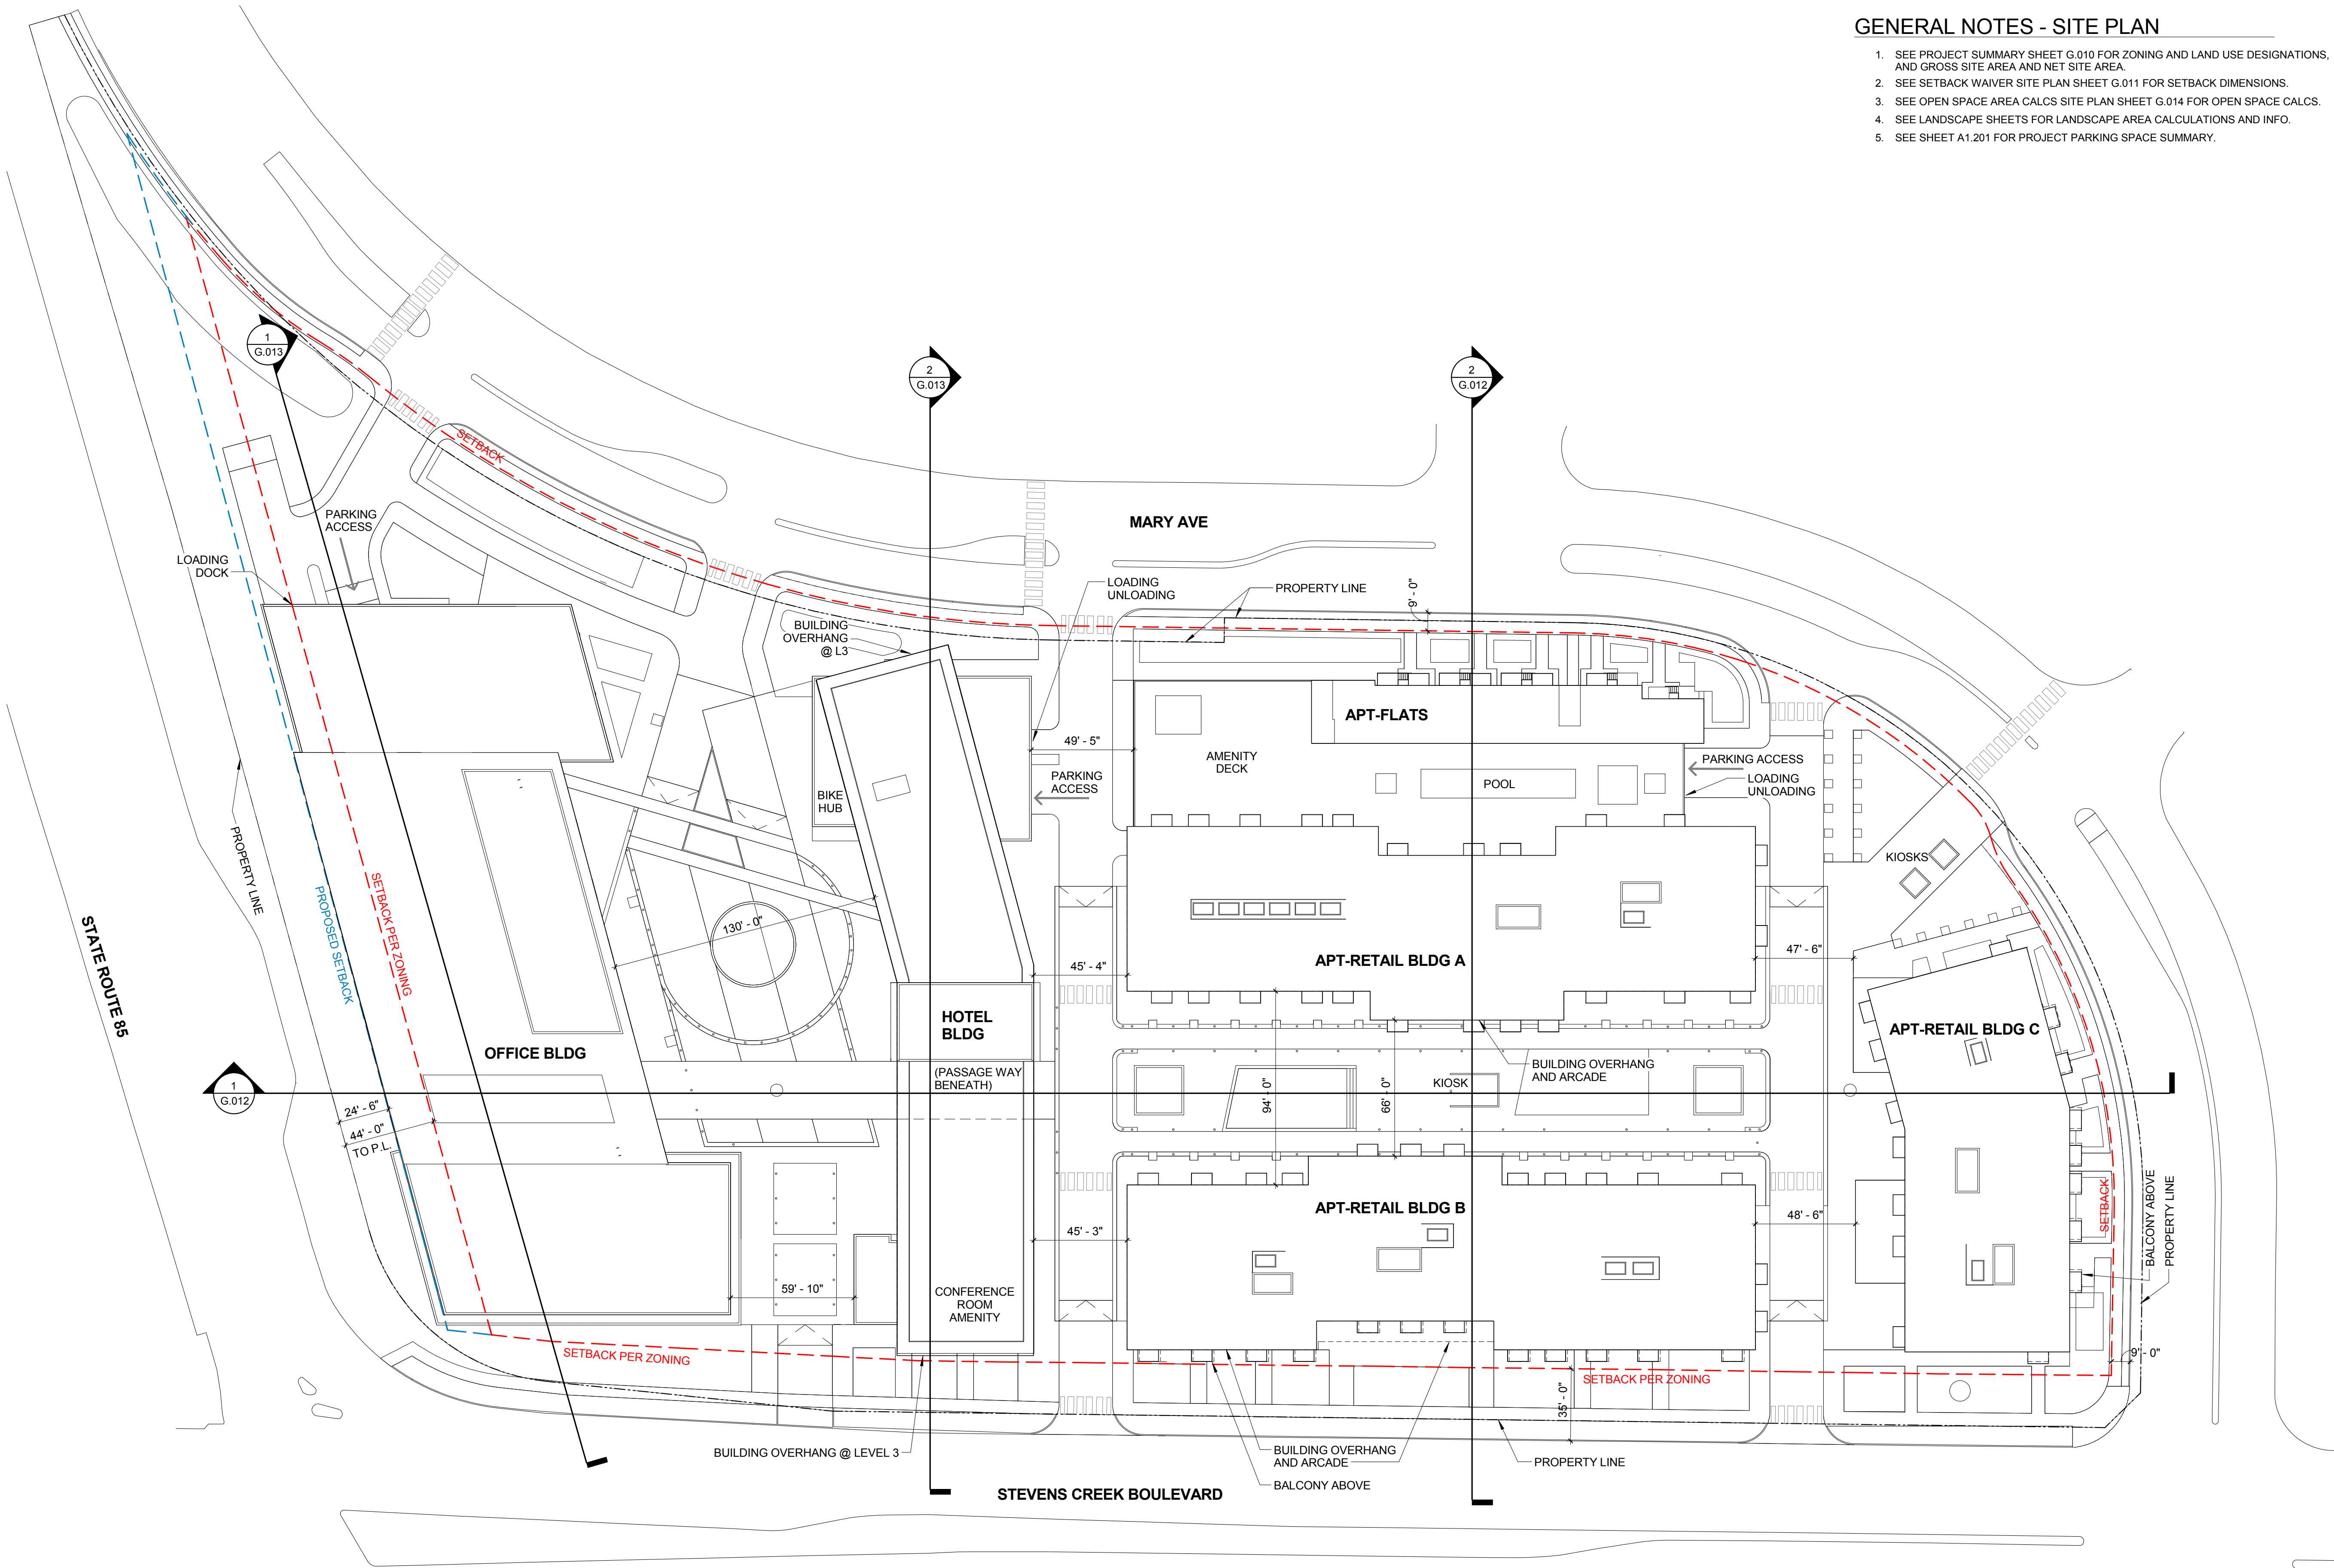 GENERAL NOTES - SITE PLAN
1. SEE PROJECT SUMMARY SHEET G.010 FOR ZONING AND LAND USE DESIGNATIONS,
AND GROSS SITE AREA AND NET SITE AREA.
2. SEE SETBACK WAIVER SITE PLAN SHEET G.011 FOR SETBACK DIMENSIONS.
3. SEE OPEN SPACE AREA CALCS SITE PLAN SHEET G.014 FOR OPEN SPACE CALCS.
4. SEE LANDSCAPE SHEETS FOR LANDSCAPE AREA CALCULATIONS AND INFO.
5. SEE SHEET A1.201 FOR PROJECT PARKING SPACE SUMMARY.
1
G.013
2
G.013
2
G.012
SETBACK
PARKING
ACCESS
MARY AVE
LOADING
DOCK
LOADING
UNLOADING
PROPERTY LINE
9' - 0"
BUILDING
OVERHANG
@ L3
APT-FLATS
49' - 5"
AMENITY
DECK
PARKING ACCESS
PARKING
ACCESS
POOL
LOADING
UNLOADING
BIKE
HUB
PROPERTY LINE
PROPOSED SETBACK
SETBACK PER ZONING
KIOSKS
STATE ROUTE 85
130' - 0"
45' - 4"
APT-RETAIL BLDG A
47' - 6"
HOTEL
BLDG
APT-RETAIL BLDG C
OFFICE BLDG
(PASSAGE WAY
BENEATH)
BUILDING OVERHANG
AND ARCADE
KIOSK
94' - 0"
66' - 0"
1
G.012
24' - 6"
44' - 0"
TO P.L.
APT-RETAIL BLDG B
45' - 3"
48' - 6"
SETBACK
BALCONY ABOVE
PROPERTY LINE
59' - 10"
CONFERENCE
ROOM
AMENITY
SETBACK PER ZONING
9' - 0"
SETBACK PER ZONING
35' - 0"
BUILDING OVERHANG @ LEVEL 3
BUILDING OVERHANG
AND ARCADE
PROPERTY LINE
BALCONY ABOVE
STEVENS CREEK BOULEVARD